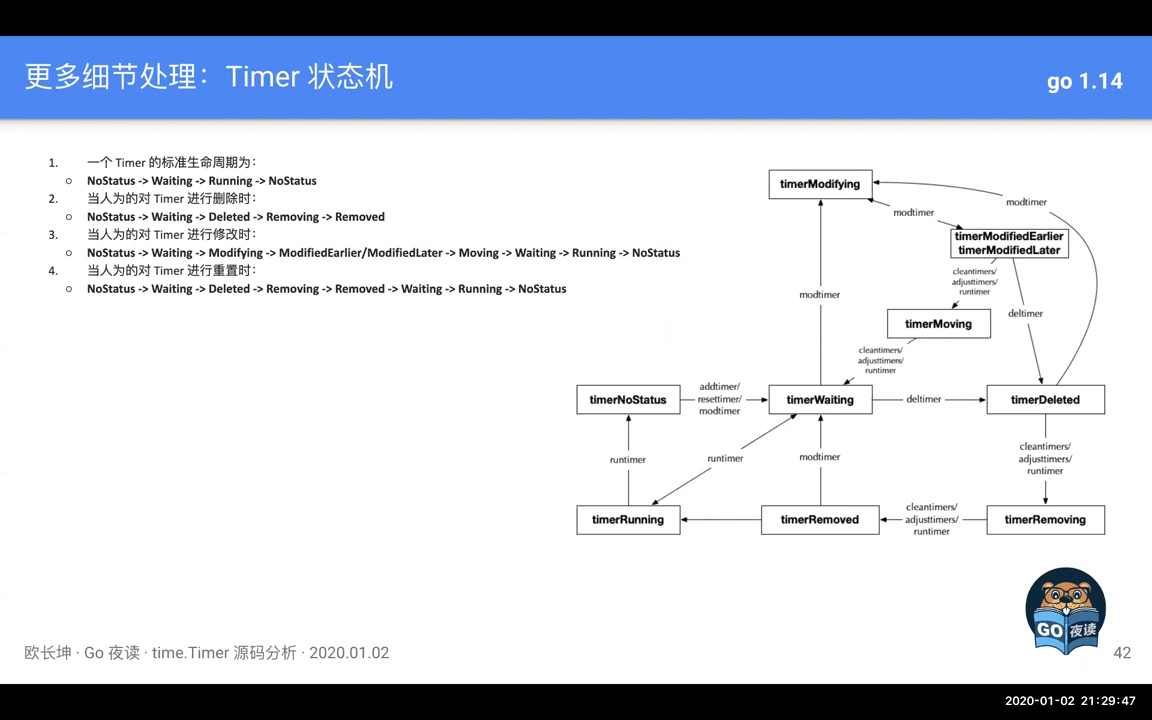 更多细节处理：Timer 状态机
go 1.14
1. 一个 Timer 的标准生命周期为：
○ NoStatus -> Waiting -> Running -> NoStatus
2. 当人为的对 Timer 进行删除时：
○ NoStatus -> Waiting -> Deleted -> Removing -> Removed
3. 当人为的对 Timer 进行修改时：
○ NoStatus -> Waiting -> Modifying -> ModifiedEarlier/ModifiedLater -> Moving -> Waiting -> Running -> NoStatus
4. 当人为的对 Timer 进行重置时：
○ NoStatus -> Waiting -> Deleted -> Removing -> Removed -> Waiting -> Running -> NoStatus
timerModifying
modtimer
modtimer
timerModifiedEarlier
timerModifiedLater
cleantimers/
adjusttimers/
runtimer
modtimer
deltimer
timerMoving
cleantimers/
adjusttimers/
runtimer
timerNoStatus
addtimer/
resettimer/
modtimer
timerWaiting
deltimer
timerDeleted
runtimer
runtimer
modtimer
cleantimers/
adjusttimers/
runtimer
timerRunning
timerRemoved
cleantimers/
adjusttimers/
runtimer
timerRemoving
GO 夜读
欧长坤 · Go 夜读 · time.Timer 源码分析 · 2020.01.02
42
2020-01-02 21:29:47